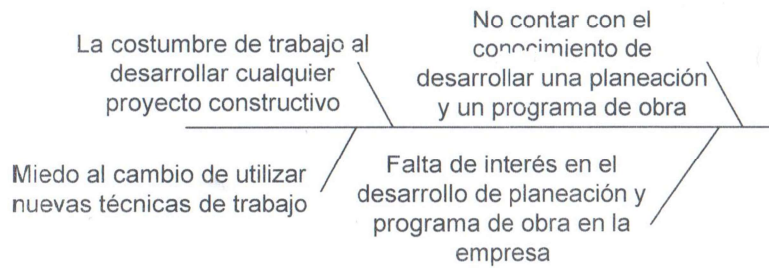 La costumbre de trabajo al
desarrollar cualquier
proyecto constructivo
No contar con el
conocimiento de
desarrollar una planeación
y un programa de obra
Miedo al cambio de utilizar
nuevas técnicas de trabajo
Falta de interés en el
desarrollo de planeación y
programa de obra en la
empresa